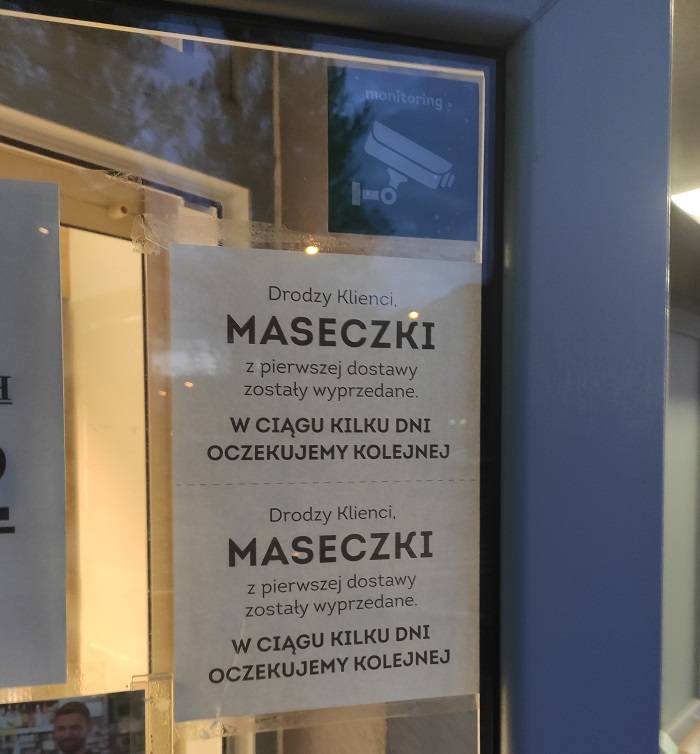 monitoring
Drodzy Klienci,
MASECZKI
z pierwszej dostawy
zostały wyprzedane.
W CIĄGU KILKU DNI
OCZEKUJEMY KOLEJNEJ
Drodzy Klienci,
MASECZKI
z pierwszej dostawy
zostały wyprzedane.
W CIĄGU KILKU DNI
OCZEKUJEMY KOLEJNEJ